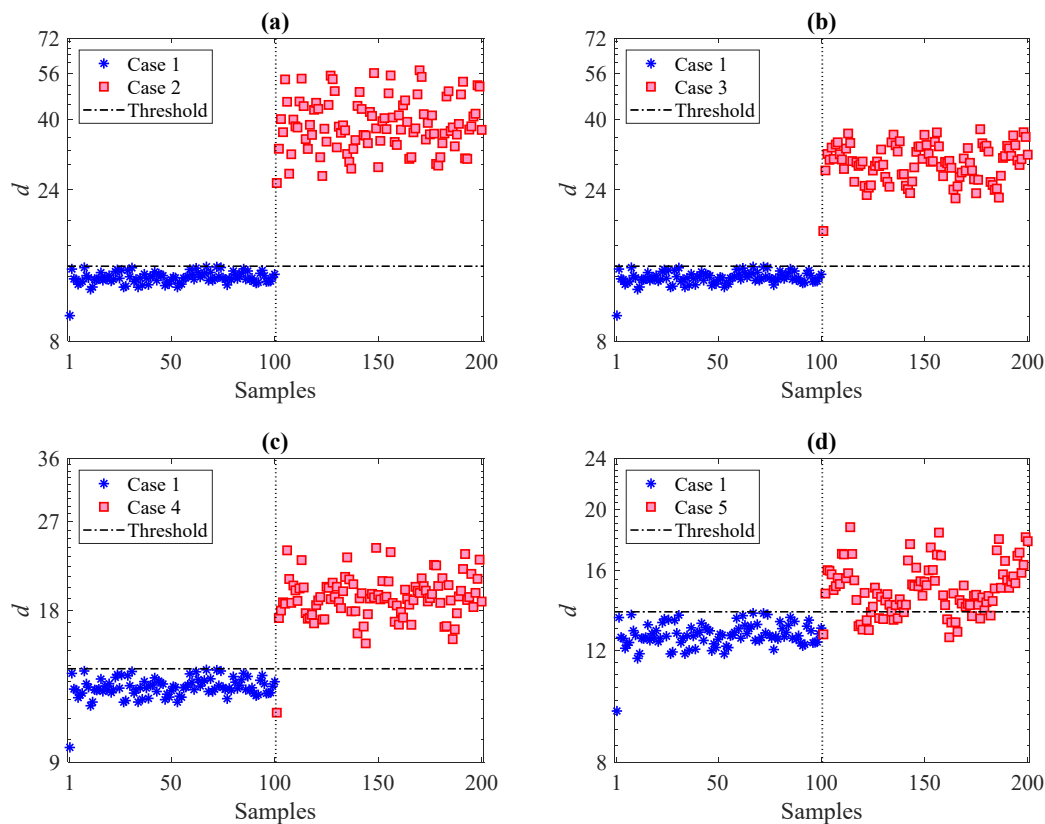 (a)
72
56
40
24
8
d
Case 1
Case 2
Threshold
1
50
100
150
200
Samples
(b)
72
56
40
24
8
d
Case 1
Case 3
Threshold
1
50
100
150
200
Samples
(c)
36
27
18
9
d
Case 1
Case 4
Threshold
1
50
100
150
200
Samples
(d)
24
20
16
12
8
d
Case 1
Case 5
Threshold
1
50
100
150
200
Samples